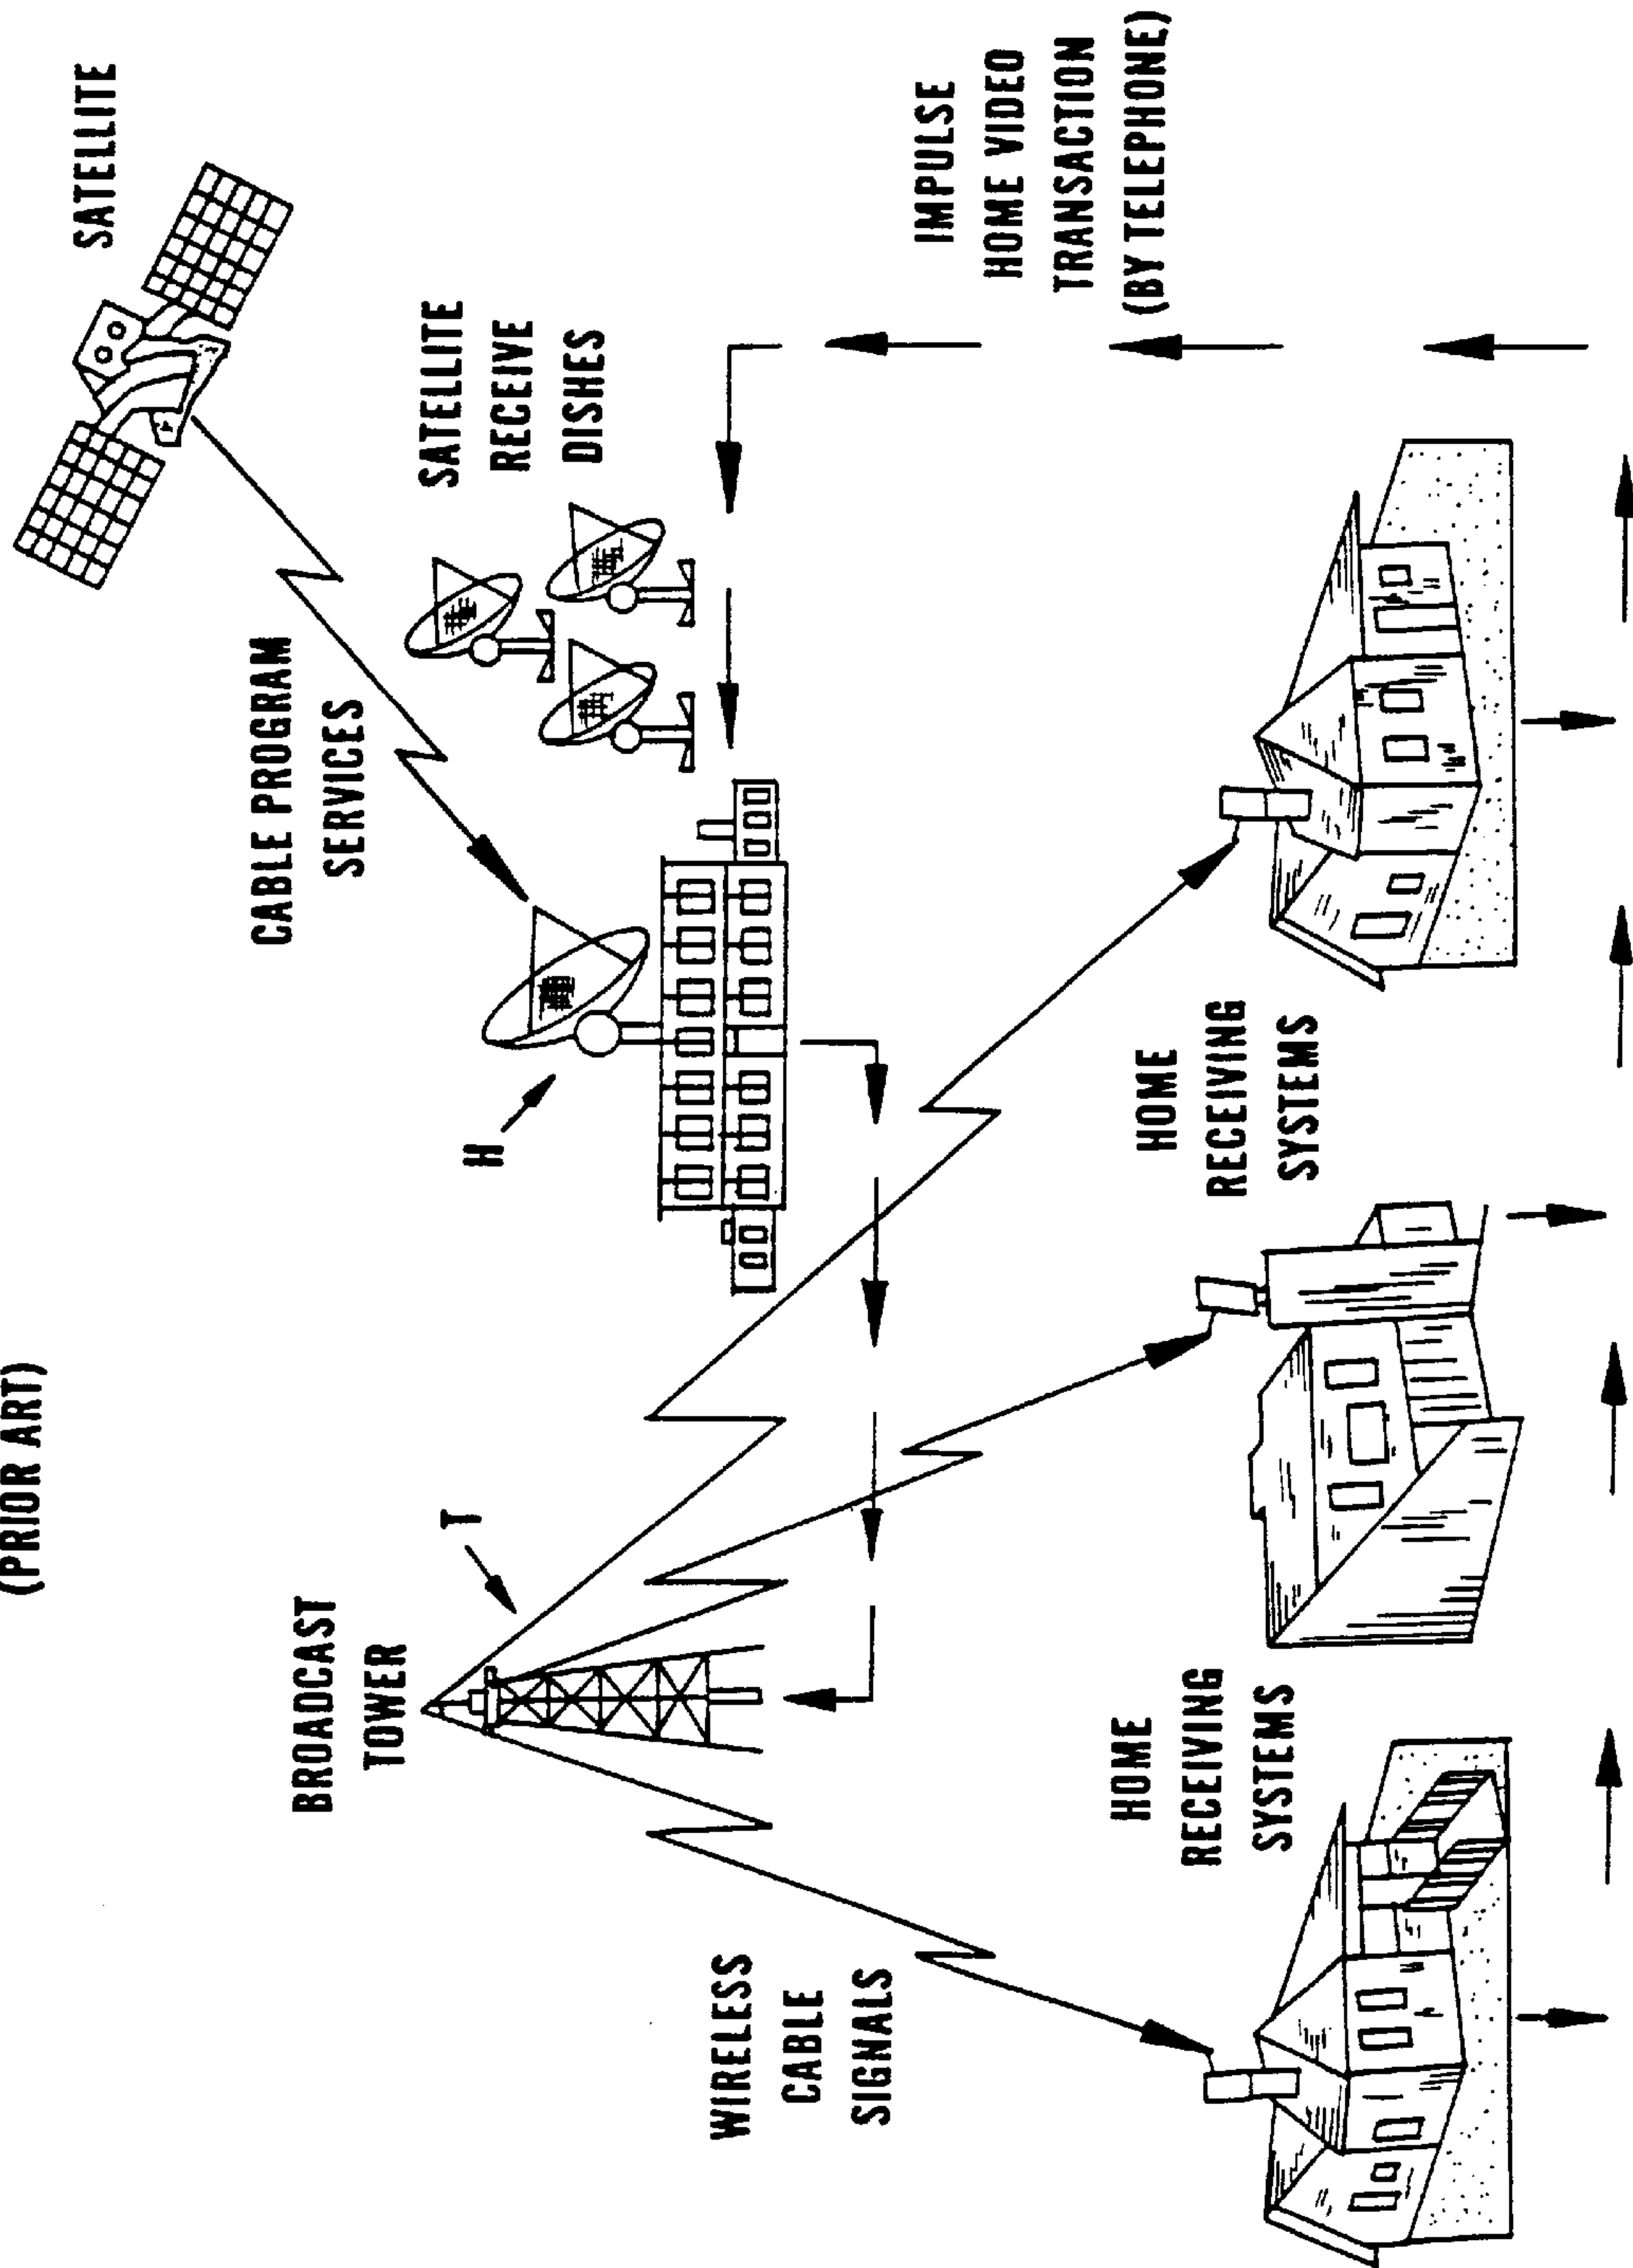 (PRIOR ART)
SATELLITE
CABLE PROGRAM
SERVICES
SATELLITE
RECEIVE
DISHES
H
BROADCAST
TOWER
T
WIRELESS
CABLE
SIGNALS
IMPULSE
HOME VIDEO
TRANSACTION
(BY TELEPHONE)
HOME
RECEIVING
SYSTEMS
HOME
RECEIVING
SYSTEMS